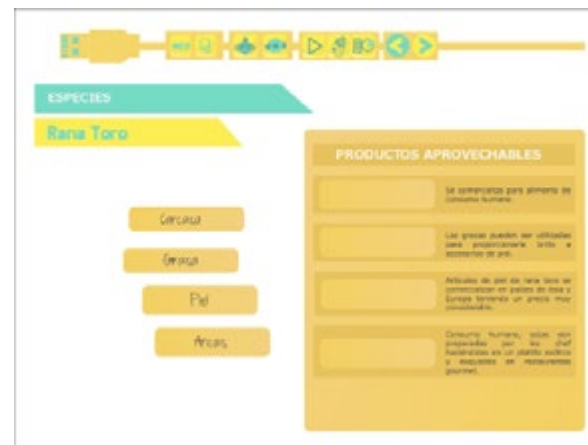 ESPECIES
Rana Toro
PRODUCTOS APROVECHABLES
Carcasa
Grasa
Piel
Ancas
Se comercializa para alimento de
consumo humano.
Las grasas pueden ser utilizadas
para proporcionarle brillo a
accesorios de piel.
Artículos de piel de rana toro se
comercializan en países de Asia y
Europa teniendo un precio muy
considerable.
Consumo humano, estas son
preparadas por los chef
haciéndolas en un platillo exótico
y exquisito en restaurantes
gourmet.